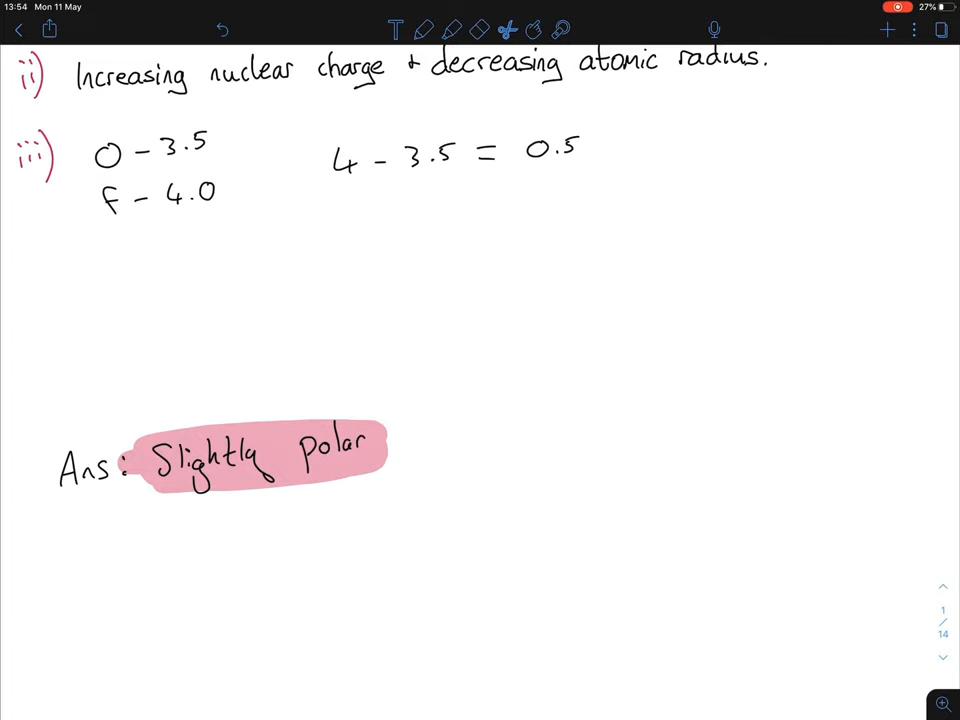 13:54 Mon 11 May 27%
ii) Increasing nuclear charge + decreasing atomic radius.
iii) O - 3.5 4 - 3.5 = 0.5
F - 4.0
Ans: Slightly polar
1
/
14